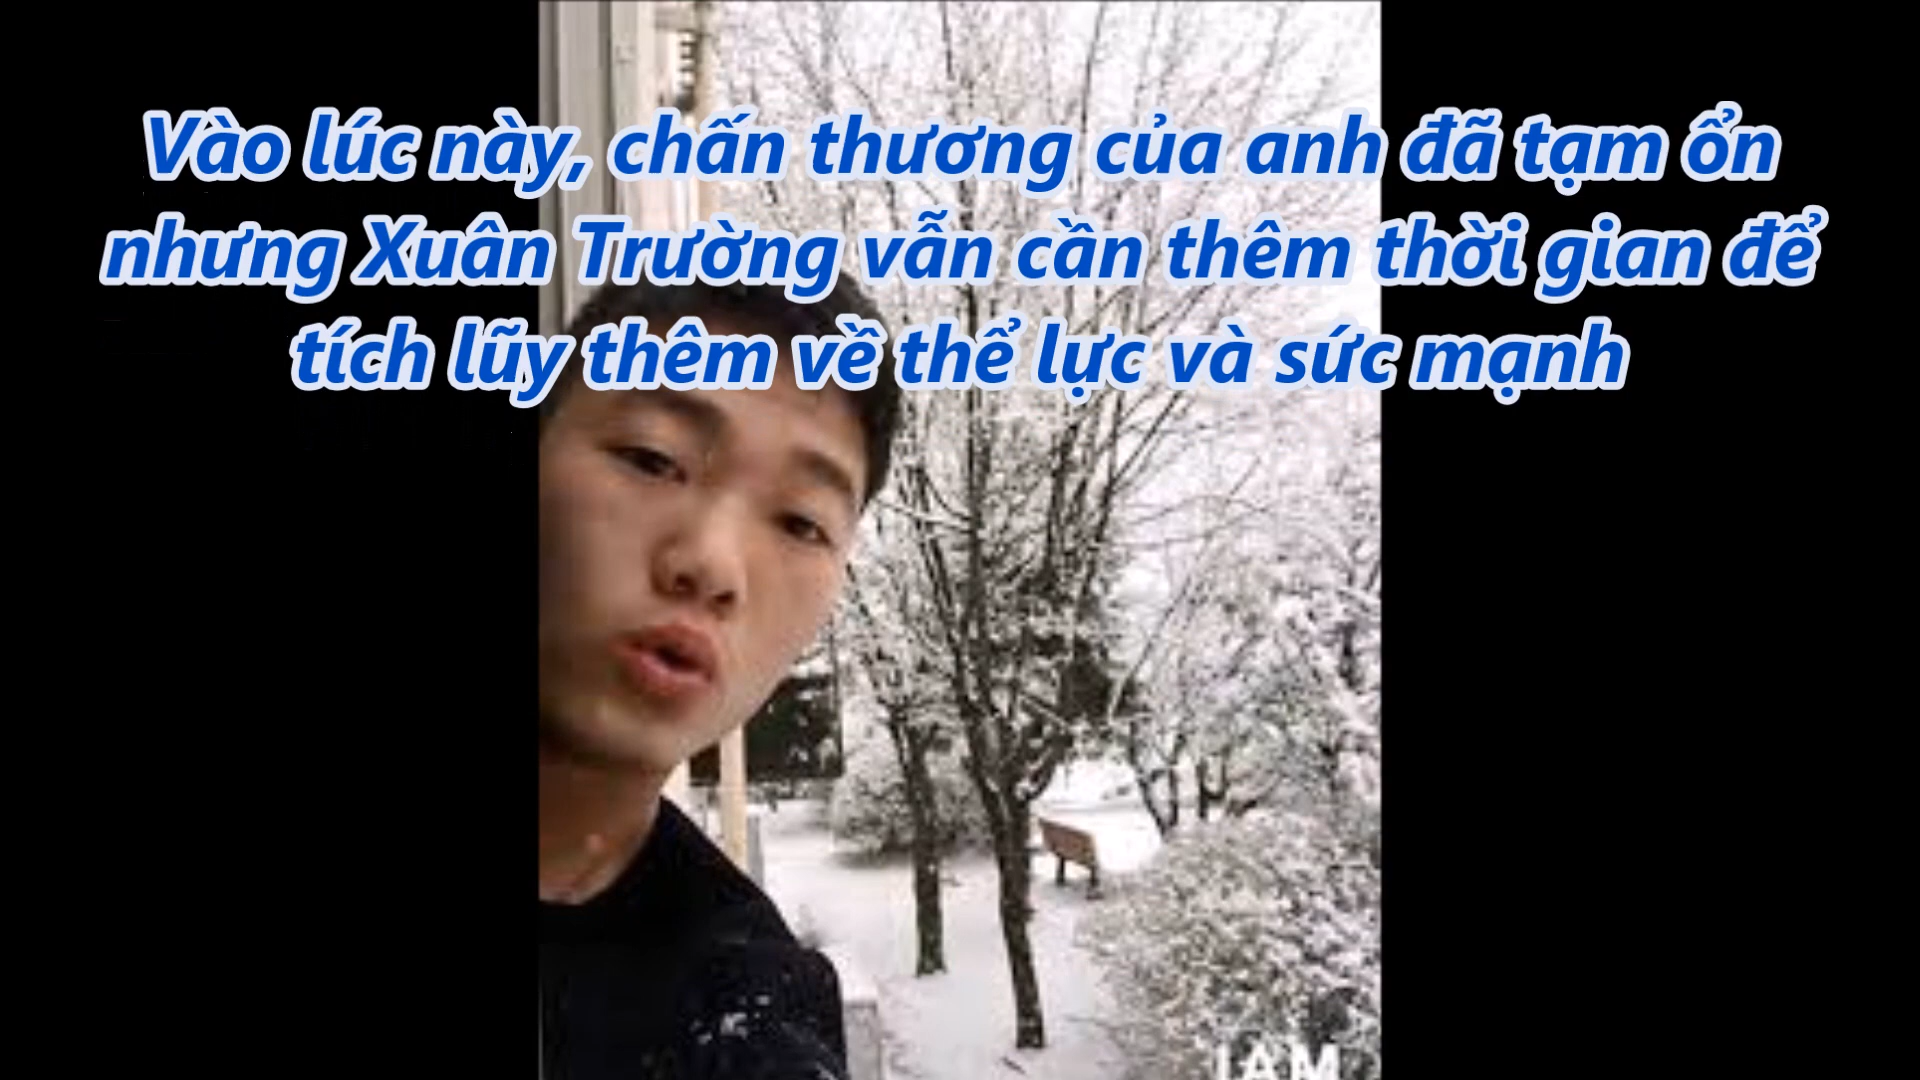 Vào lúc này, chấn thương của anh đã tạm ổn
nhưng Xuân Trường vẫn cần thêm thời gian để
tích lũy thêm về thể lực và sức mạnh
IAM